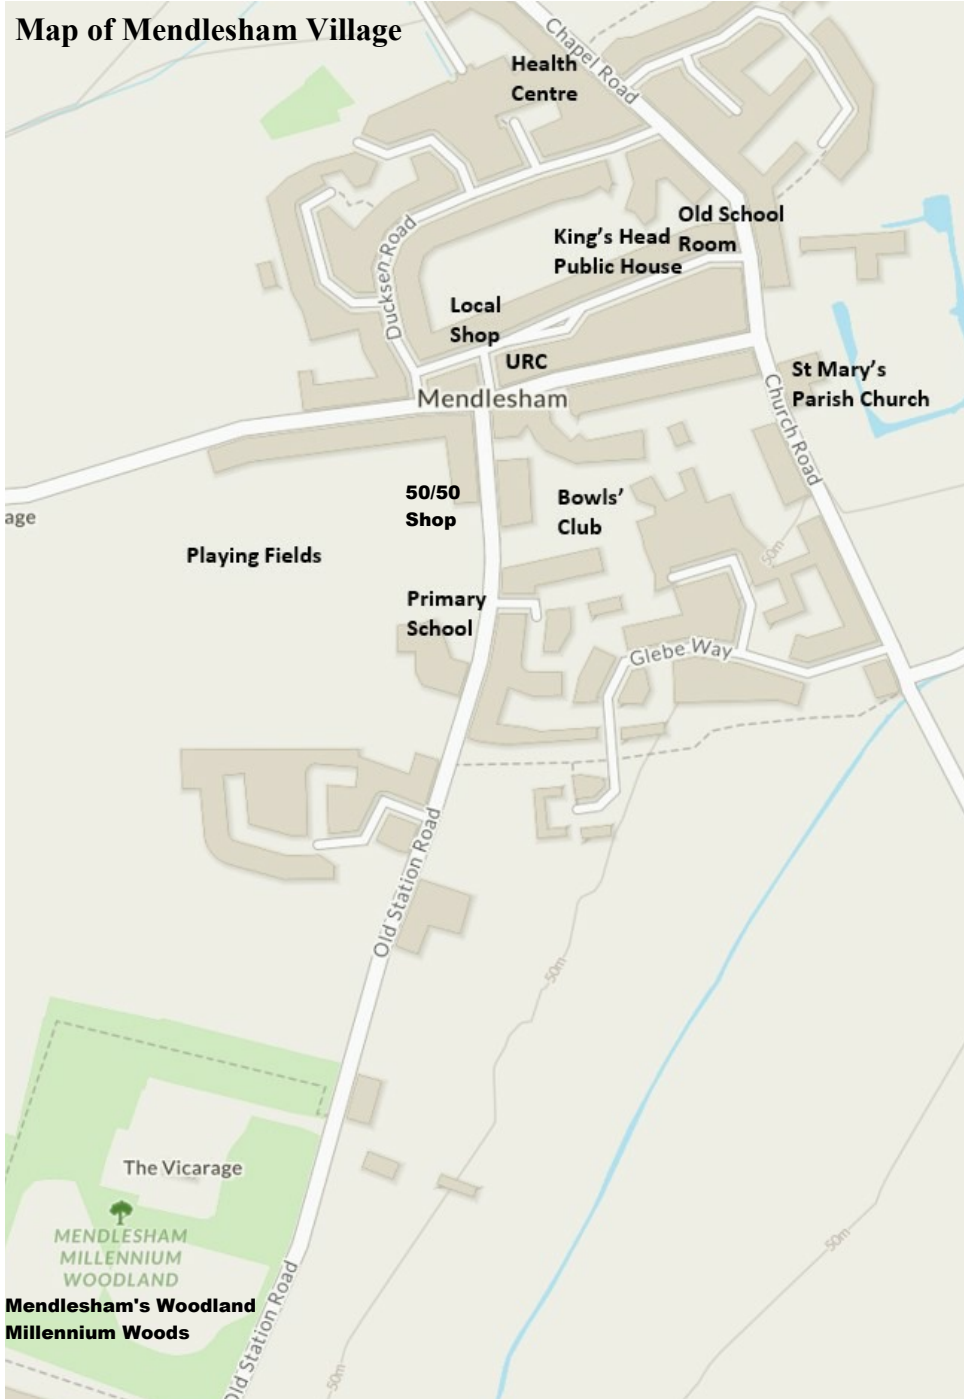 Map of Mendlesham Village
Chapel Road
Health
Centre
Old School
Room
King's Head
Public House
Ducksen Road
Local
Shop
URC
St Mary's
Parish Church
Mendlesham
Church Road
50/50
Shop
Bowls'
Club
age
50m
Playing Fields
Primary
School
Glebe Way
Old Station Road
50m
The Vicarage
MENDLESHAM
MILLENNIUM
WOODLAND
50m
Mendlesham's Woodland
Millennium Woods
Old Station Road
50m